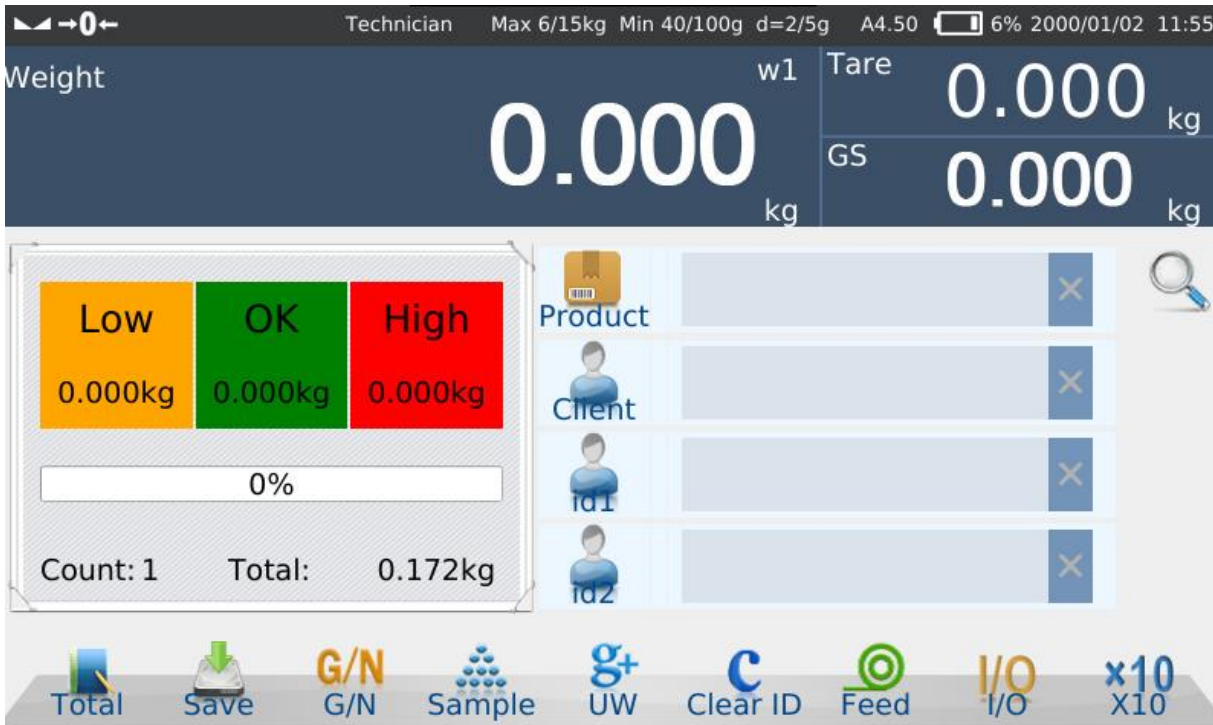 →0← Technician Max 6/15kg Min 40/100g d=2/5g A4.50 6% 2000/01/02 11:55
Weight w1 0.000 kg
Tare 0.000 kg
GS 0.000 kg
Low OK High
0.000kg 0.000kg 0.000kg
0%
Count: 1 Total: 0.172kg
Product
Client
id1
id2
G/N g+ C I/O ×10
Total Save G/N Sample UW Clear ID Feed I/O X10